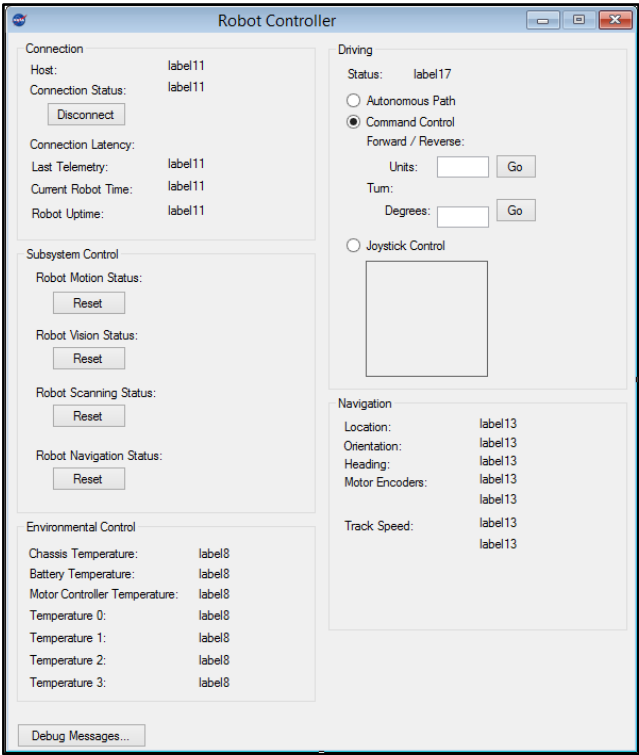 Robot Controller
Connection
Host: label11
Connection Status: label11
Disconnect
Connection Latency:
Last Telemetry: label11
Current Robot Time: label11
Robot Uptime: label11
Subsystem Control
Robot Motion Status:
Reset
Robot Vision Status:
Reset
Robot Scanning Status:
Reset
Robot Navigation Status:
Reset
Environmental Control
Chassis Temperature: label8
Battery Temperature: label8
Motor Controller Temperature: label8
Temperature 0: label8
Temperature 1: label8
Temperature 2: label8
Temperature 3: label8
Debug Messages...
Driving
Status: label17
Autonomous Path
Command Control
Forward / Reverse:
Units: Go
Turn:
Degrees: Go
Joystick Control
Navigation
Location: label13
Orientation: label13
Heading: label13
Motor Encoders: label13
label13
Track Speed: label13
label13